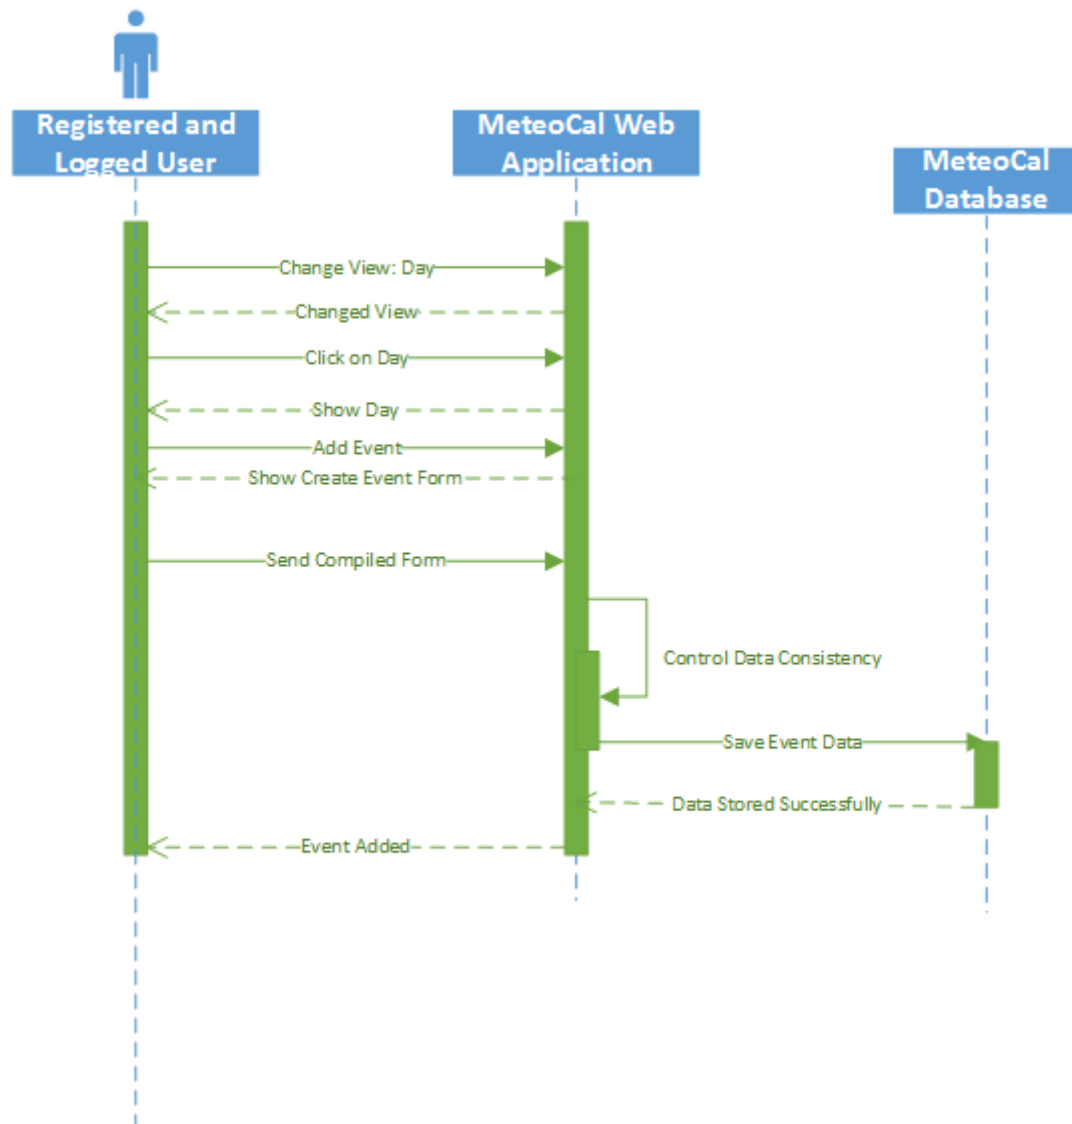 Registered and
Logged User
MeteoCal Web
Application
MeteoCal
Database
Change View: Day
Changed View
Click on Day
Show Day
Add Event
Show Create Event Form
Send Compiled Form
Control Data Consistency
Save Event Data
Data Stored Successfully
Event Added